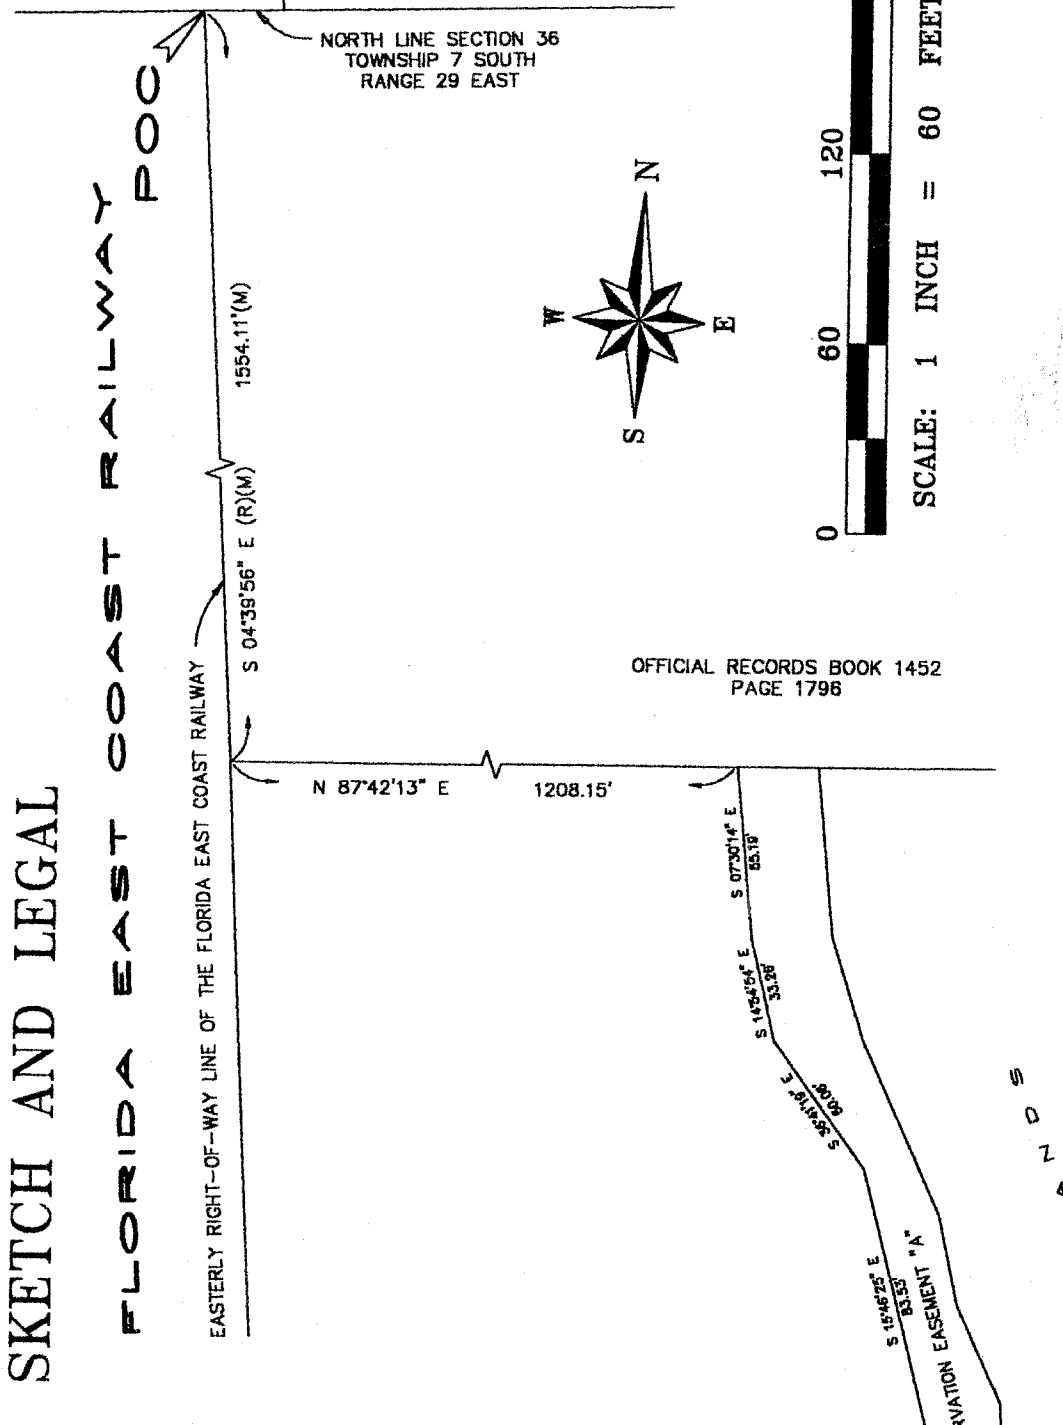 SKETCH AND LEGAL
FLORIDA EAST COAST RAILWAY
POC
NORTH LINE SECTION 36
TOWNSHIP 7 SOUTH
RANGE 29 EAST
EASTERLY RIGHT-OF-WAY LINE OF THE FLORIDA EAST COAST RAILWAY
S 04°39'56" E (R)(M)
1554.11'(M)
N
W
E
S
0
60
120
SCALE: 1 INCH = 60 FEET
OFFICIAL RECORDS BOOK 1452
PAGE 1796
N 87°42'13" E
1208.15'
S 07°30'14" E
55.19'
S 14°54'54" E
33.26'
S 15°46'25" E
83.53'
RVATION EASEMENT "A"
N D S